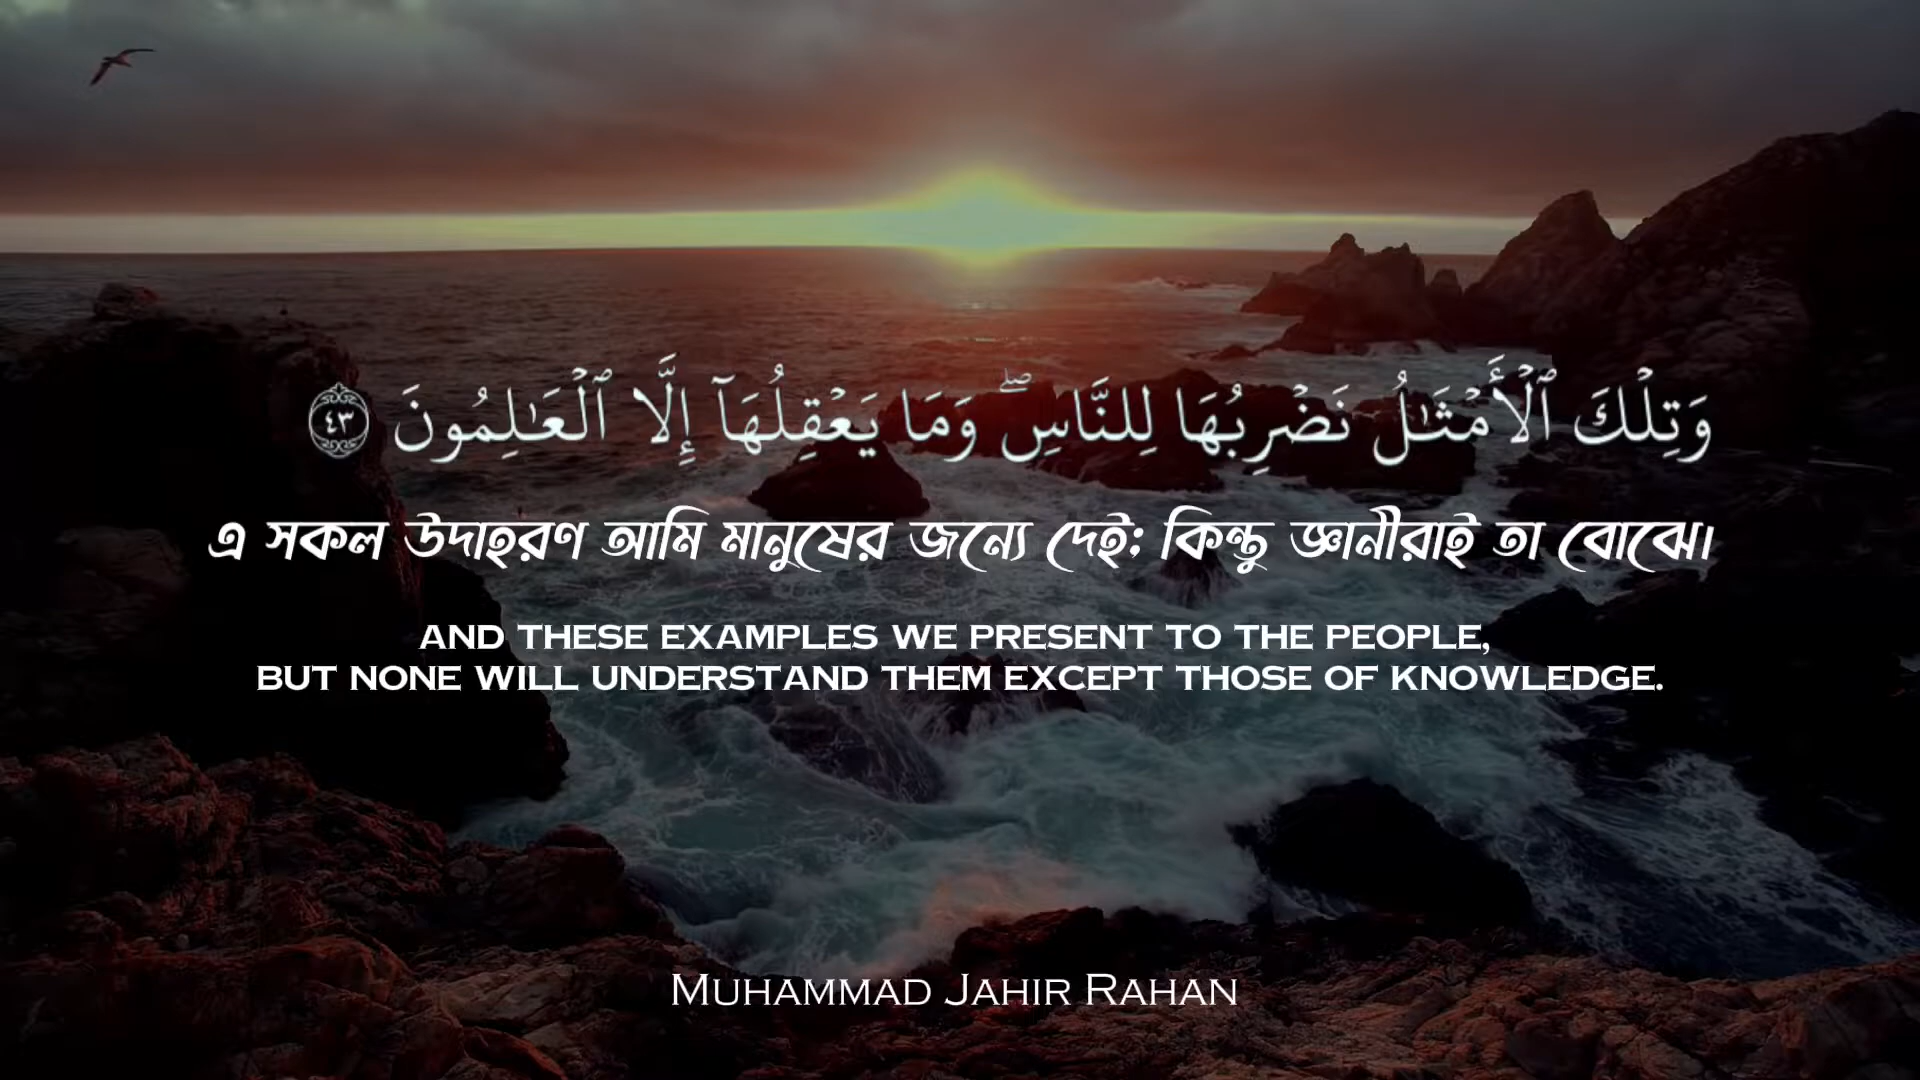 وَتِلْكَ ٱلْأَمْثَـٰلُ نَضْرِبُهَا لِلنَّاسِ ۖ وَمَا يَعْقِلُهَآ إِلَّا ٱلْعَـٰلِمُونَ ٤٣
এ সকল উদাহরণ আমি মানুষের জন্যে দেই; কিন্তু জ্ঞানীরাই তা বোঝে।
AND THESE EXAMPLES WE PRESENT TO THE PEOPLE,
BUT NONE WILL UNDERSTAND THEM EXCEPT THOSE OF KNOWLEDGE.
MUHAMMAD JAHIR RAHAN